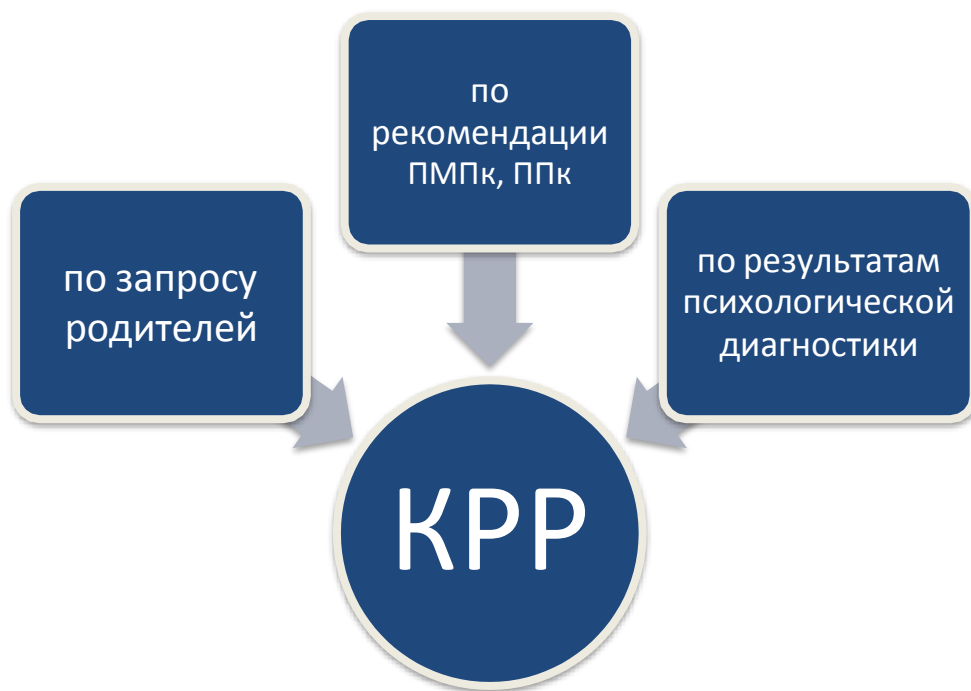 по запросу
родителей
по
рекомендации
ПМПк, ППк
по результатам
психологической
диагностики
КРР